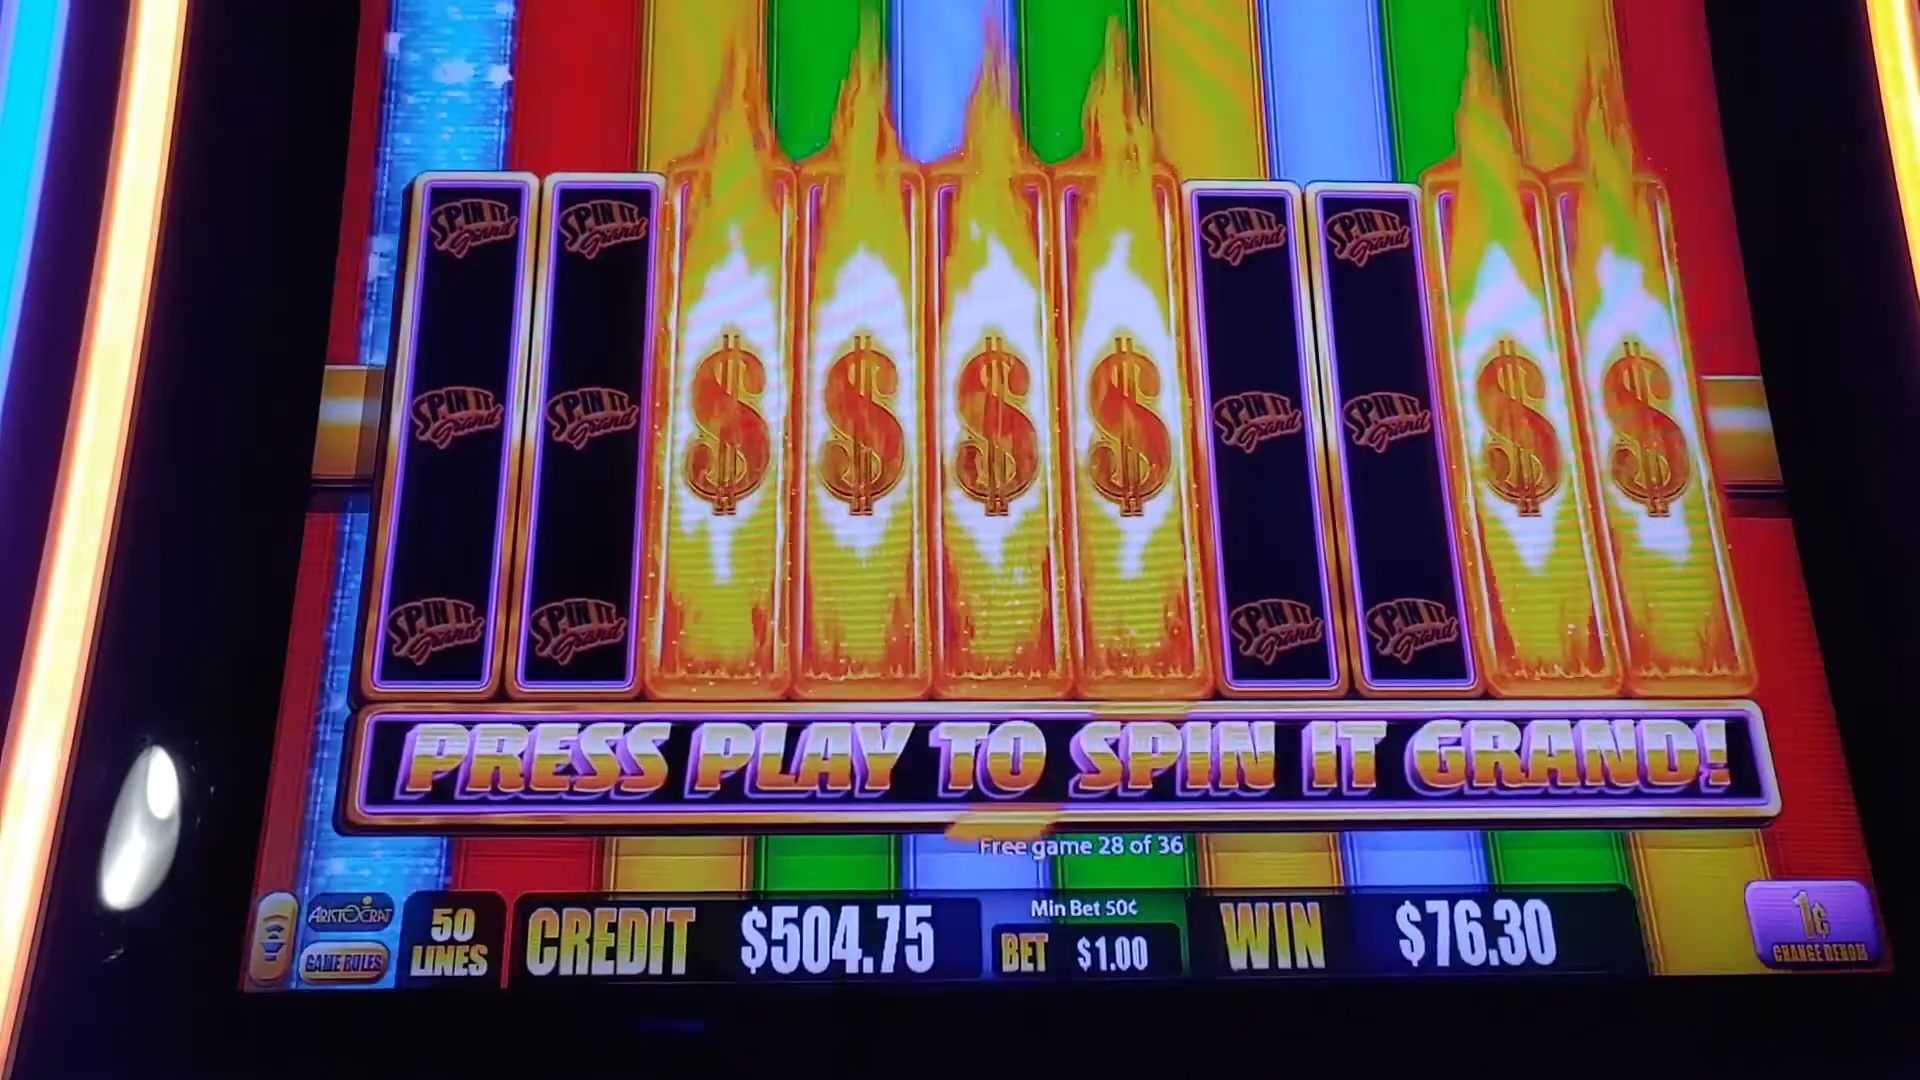 SPIN IT Grand SPIN IT Grand SPIN IT Grand SPIN IT Grand
SPIN IT Grand SPIN IT Grand SPIN IT Grand SPIN IT Grand
$ $ $ $ $ $
SPIN IT Grand SPIN IT Grand SPIN IT Grand SPIN IT Grand
PRESS PLAY TO SPIN IT GRAND!
Free game 28 of 36
ARISTOCRAT
GAME RULES
50
LINES
CREDIT $504.75
Min Bet 50¢
BET $1.00
WIN $76.30
1¢
CHANGE DENOM